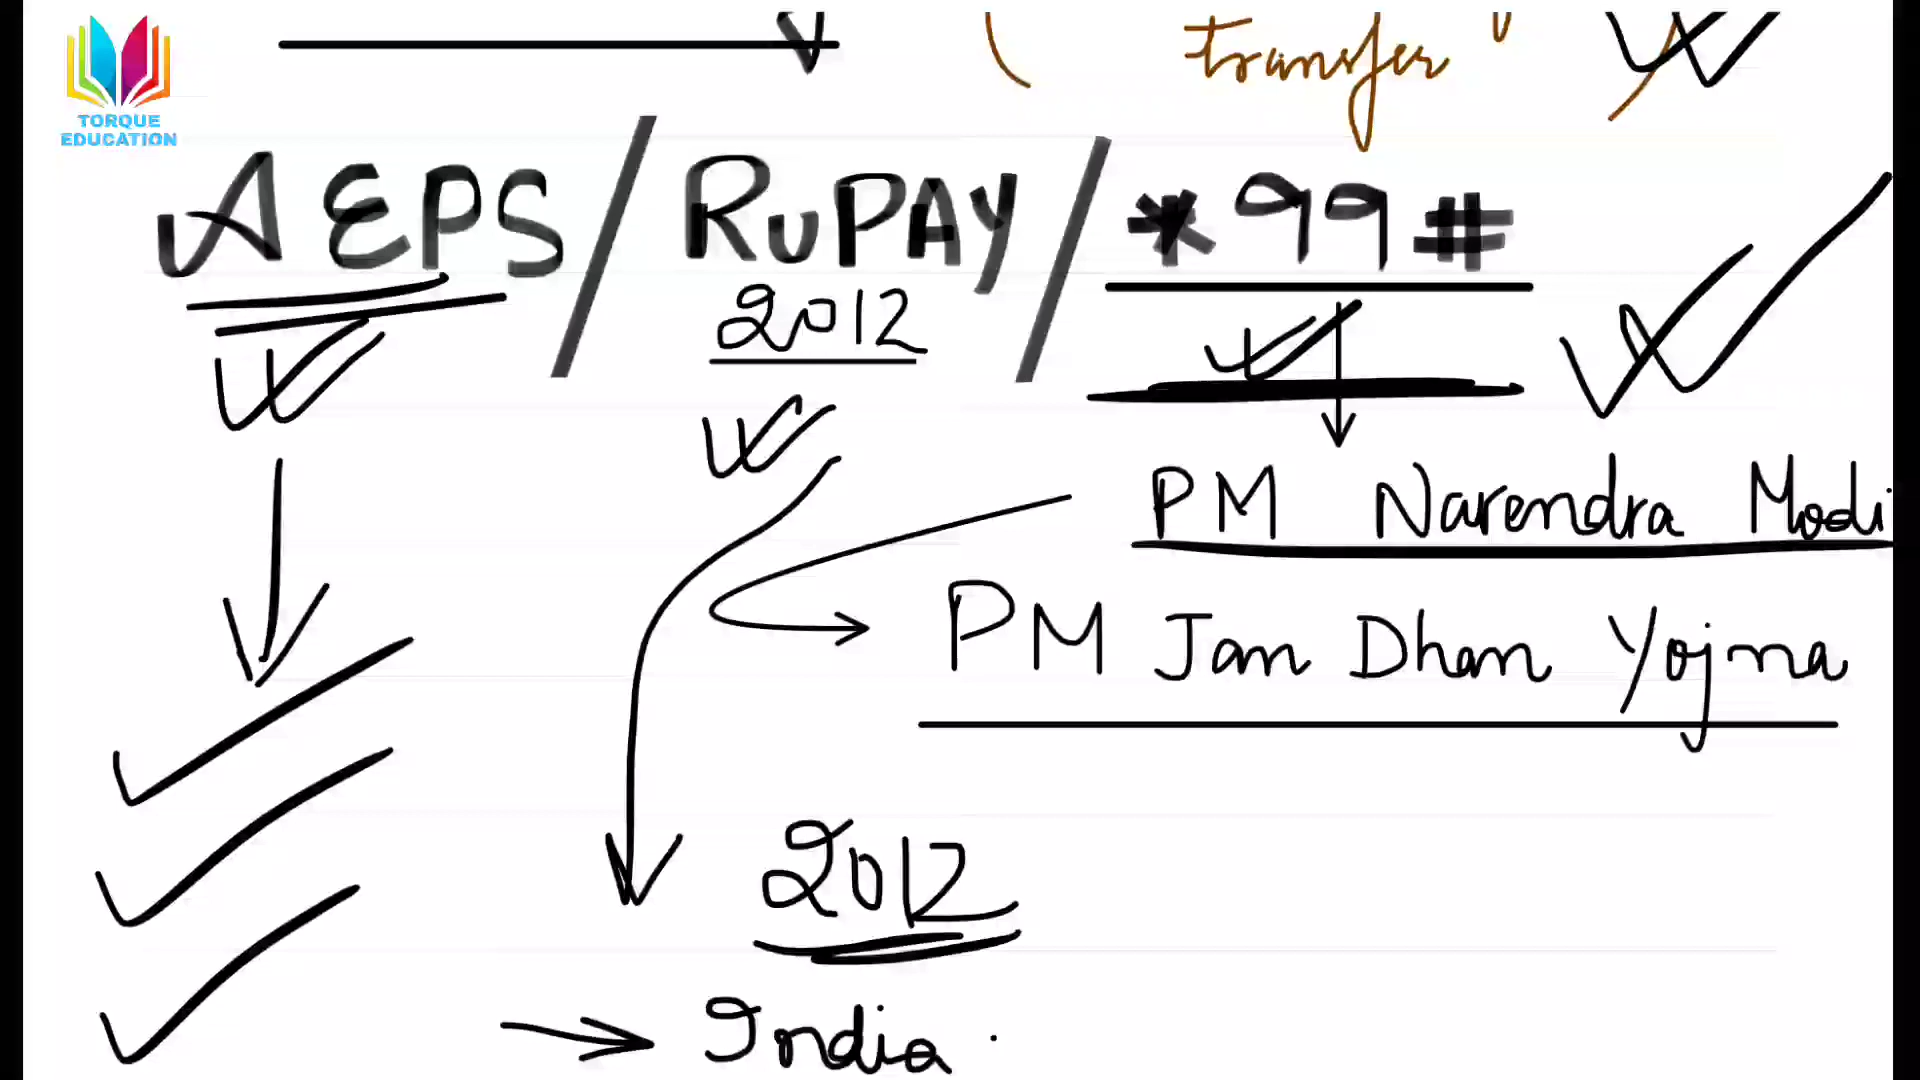 transfer
TORQUE
EDUCATION
AEPS / RuPAY / *99#
2012
PM Narendra Modi
PM Jan Dhan Yojna
2012
India